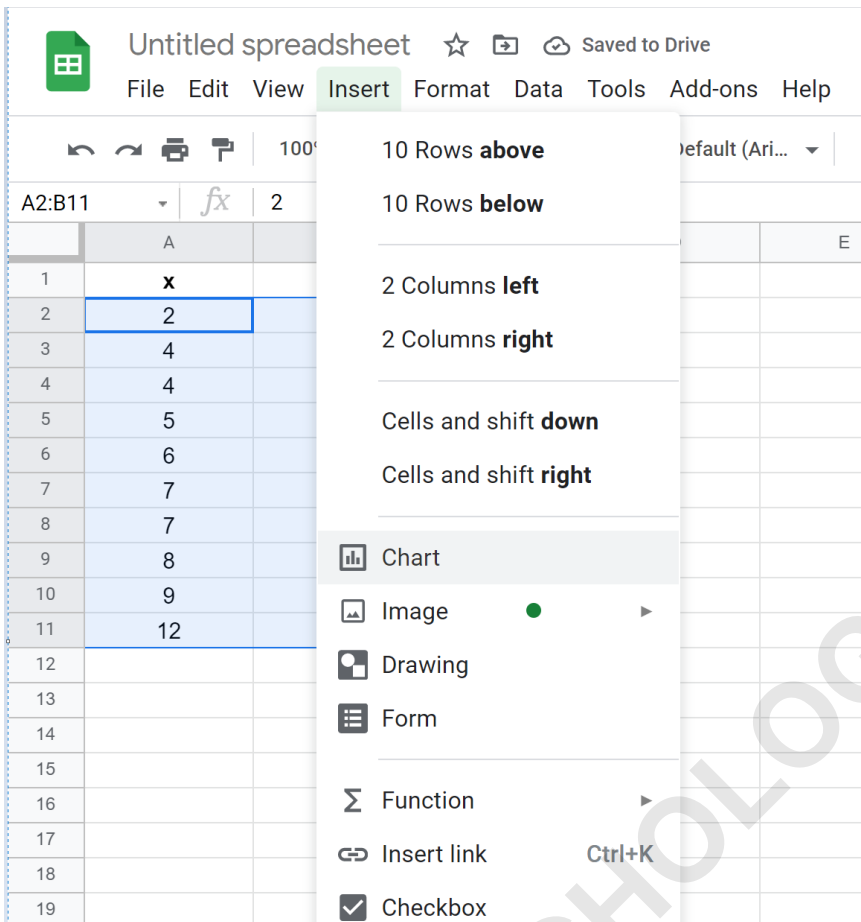 Untitled spreadsheet Saved to Drive
File Edit View Insert Format Data Tools Add-ons Help
100% Default (Ari...
A2:B11 fx 2
A E
1 x
2 2
3 4
4 4
5 5
6 6
7 7
8 7
9 8
10 9
11 12
12
13
14
15
16
17
18
19
10 Rows above
10 Rows below
2 Columns left
2 Columns right
Cells and shift down
Cells and shift right
Chart
Image
Drawing
Form
Σ Function
Insert link Ctrl+K
Checkbox